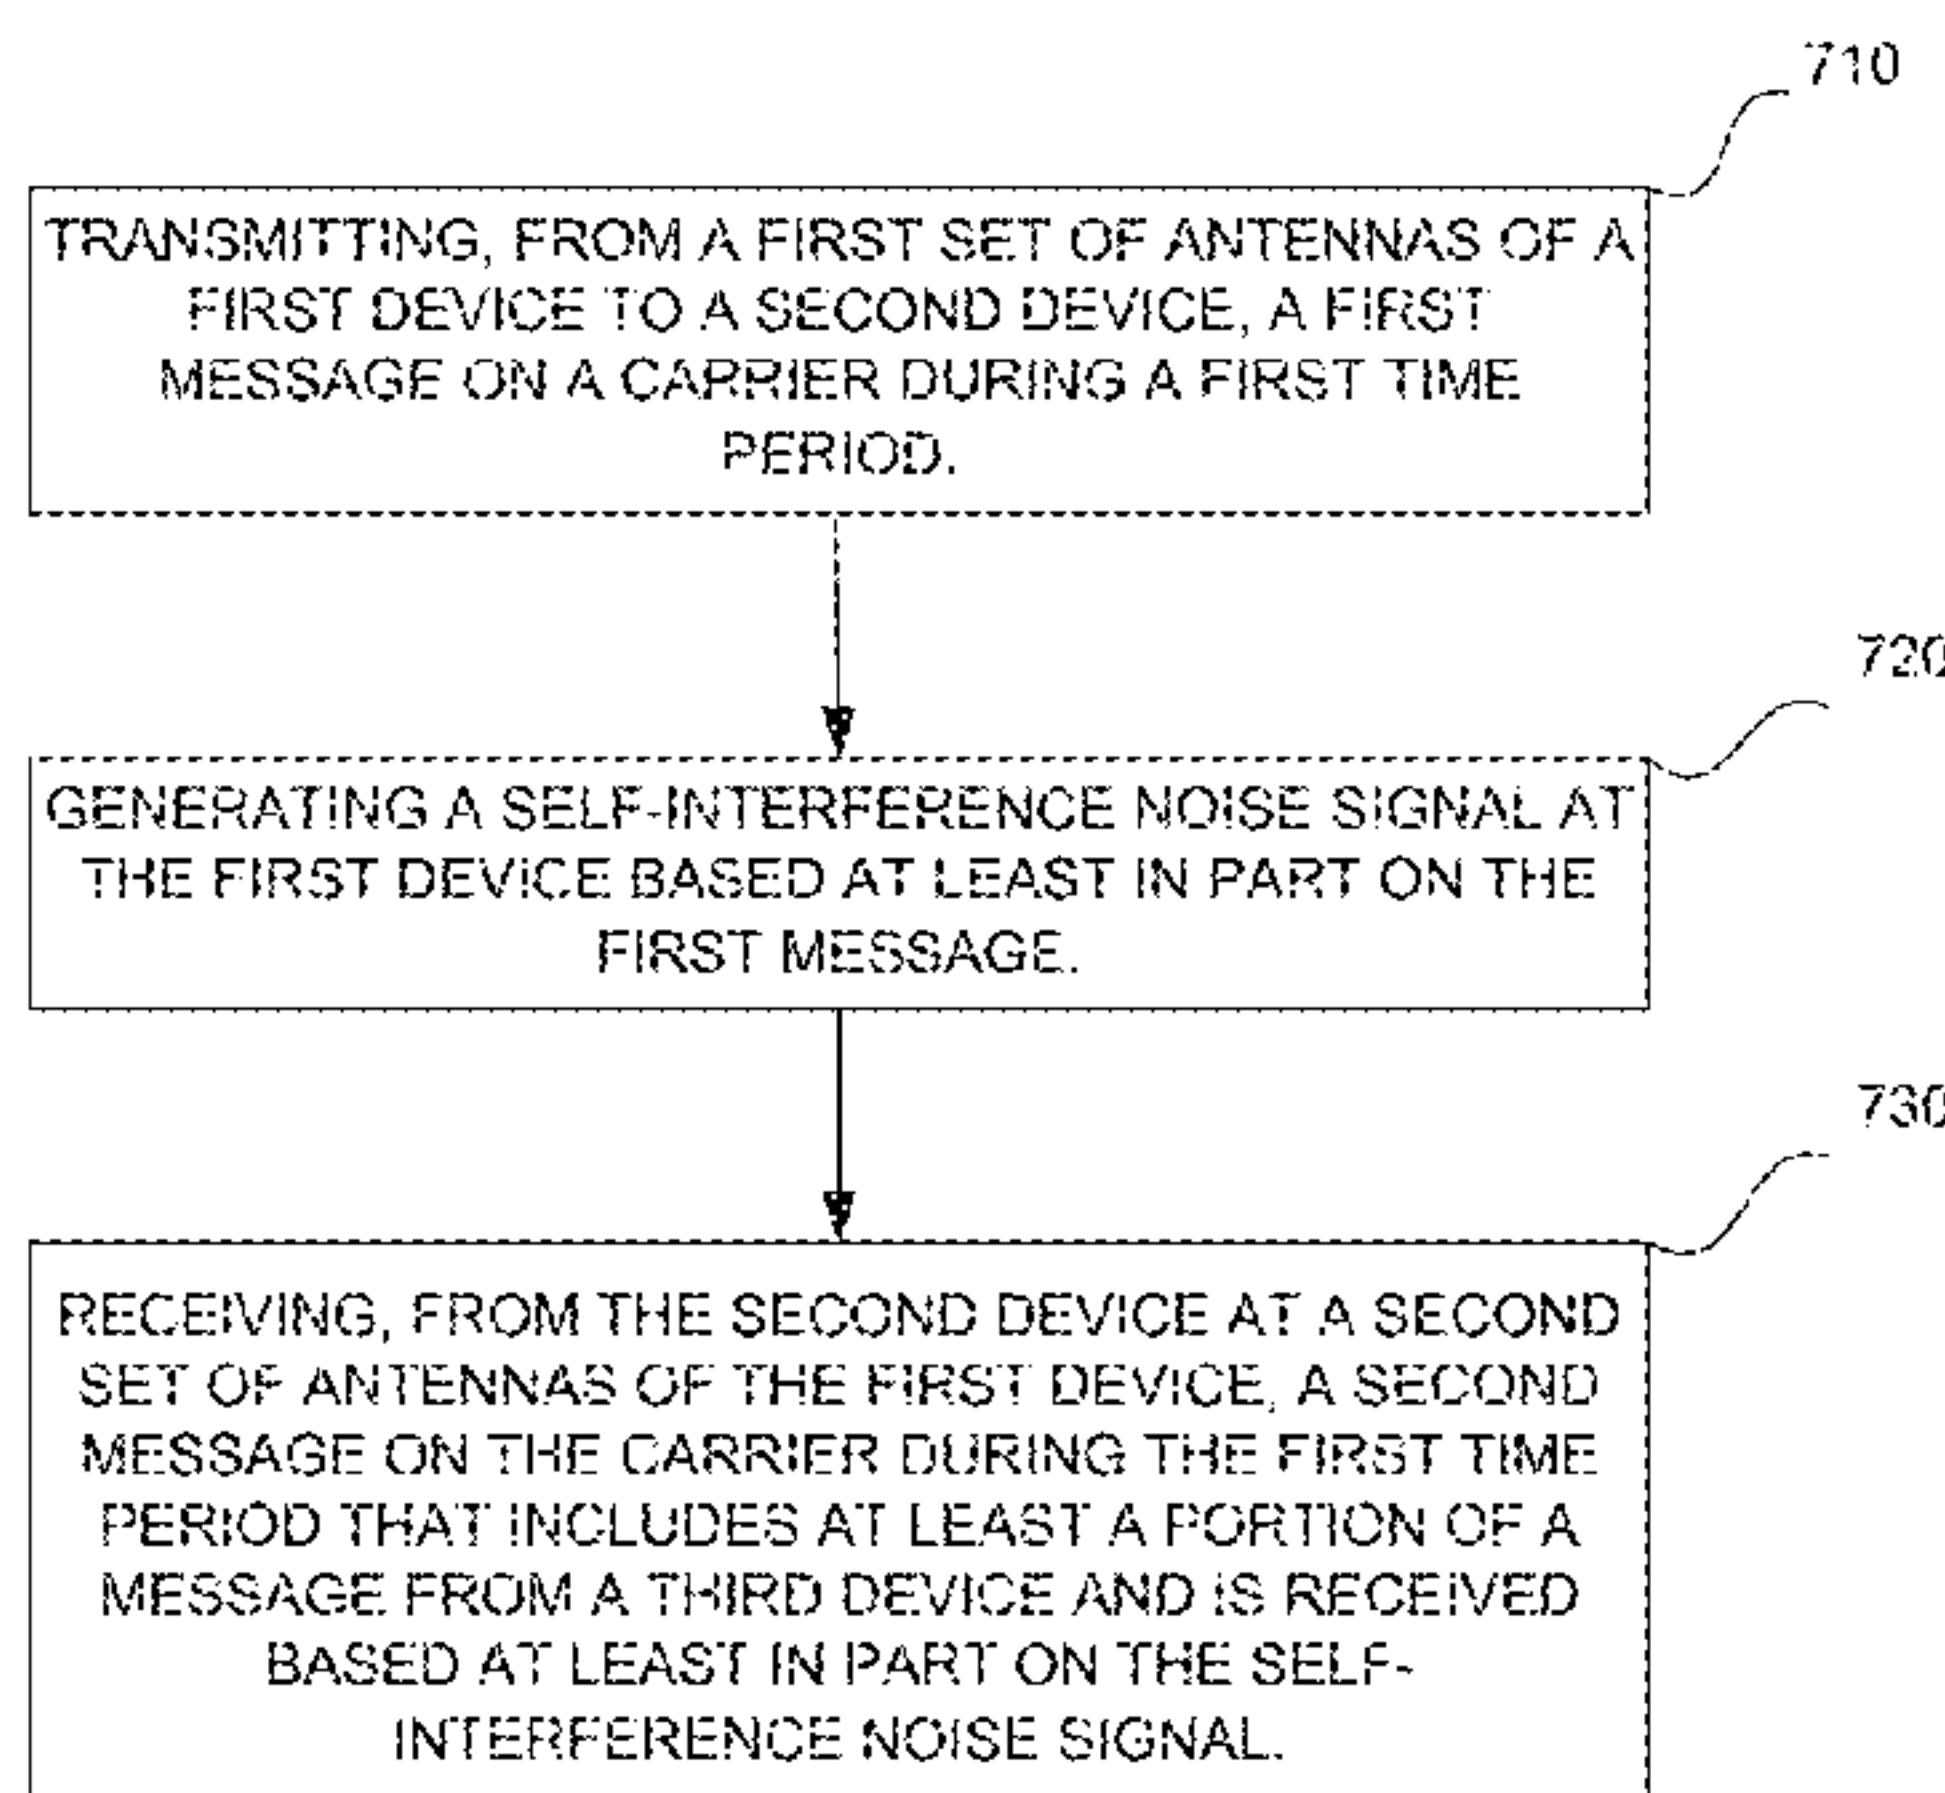 710
TRANSMITTING, FROM A FIRST SET OF ANTENNAS OF A
FIRST DEVICE TO A SECOND DEVICE, A FIRST
MESSAGE ON A CARRIER DURING A FIRST TIME
PERIOD.
720
GENERATING A SELF-INTERFERENCE NOISE SIGNAL AT
THE FIRST DEVICE BASED AT LEAST IN PART ON THE
FIRST MESSAGE.
730
RECEIVING, FROM THE SECOND DEVICE AT A SECOND
SET OF ANTENNAS OF THE FIRST DEVICE, A SECOND
MESSAGE ON THE CARRIER DURING THE FIRST TIME
PERIOD THAT INCLUDES AT LEAST A PORTION OF A
MESSAGE FROM A THIRD DEVICE AND IS RECEIVED
BASED AT LEAST IN PART ON THE SELF-
INTERFERENCE NOISE SIGNAL.